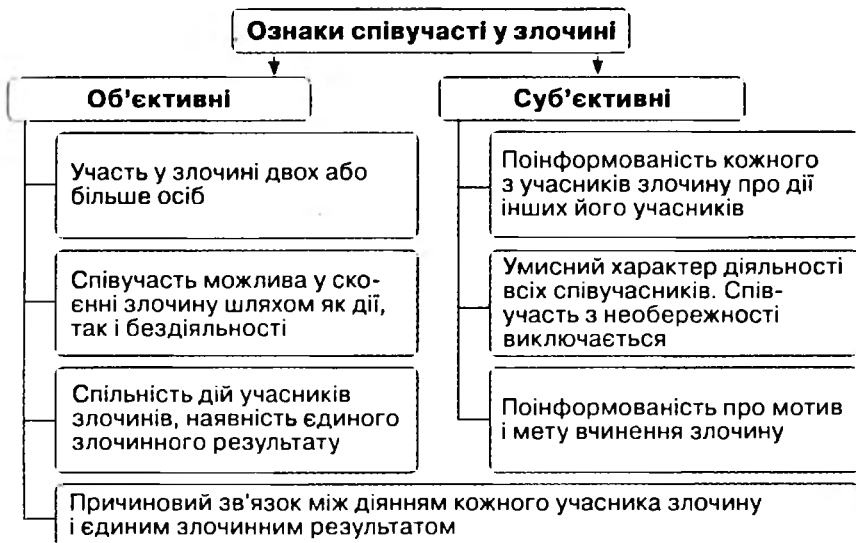 Ознаки співучасті у злочині
Об'єктивні
Участь у злочині двох або
більше осіб
Співучасть можлива у ско-
єнні злочину шляхом як дії,
так і бездіяльності
Спільність дій учасників
злочинів, наявність єдиного
злочинного результату
Причиновий зв'язок між діянням кожного учасника злочину
і єдиним злочинним результатом
Суб'єктивні
Поінформованість кожного
з учасників злочину про дії
інших його учасників
Умисний характер діяльності
всіх співучасників. Спів-
участь з необережності
виключається
Поінформованість про мотив
і мету вчинення злочину